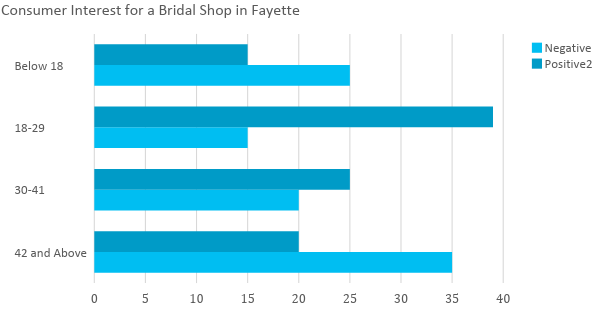 Consumer Interest for a Bridal Shop in Fayette
Negative
Positive2
Below 18
18-29
30-41
42 and Above
0 5 10 15 20 25 30 35 40